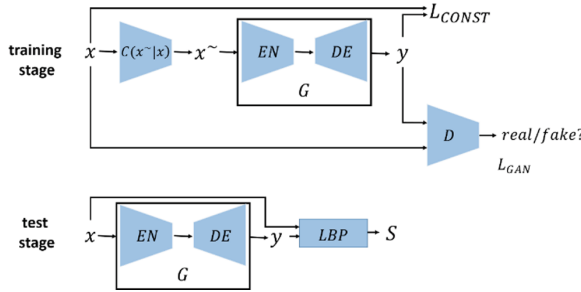 training
stage
x C(x~|x) x~ EN DE y
G
L_CONST
D real/fake?
L_GAN
test
stage
x EN DE y LBP S
G